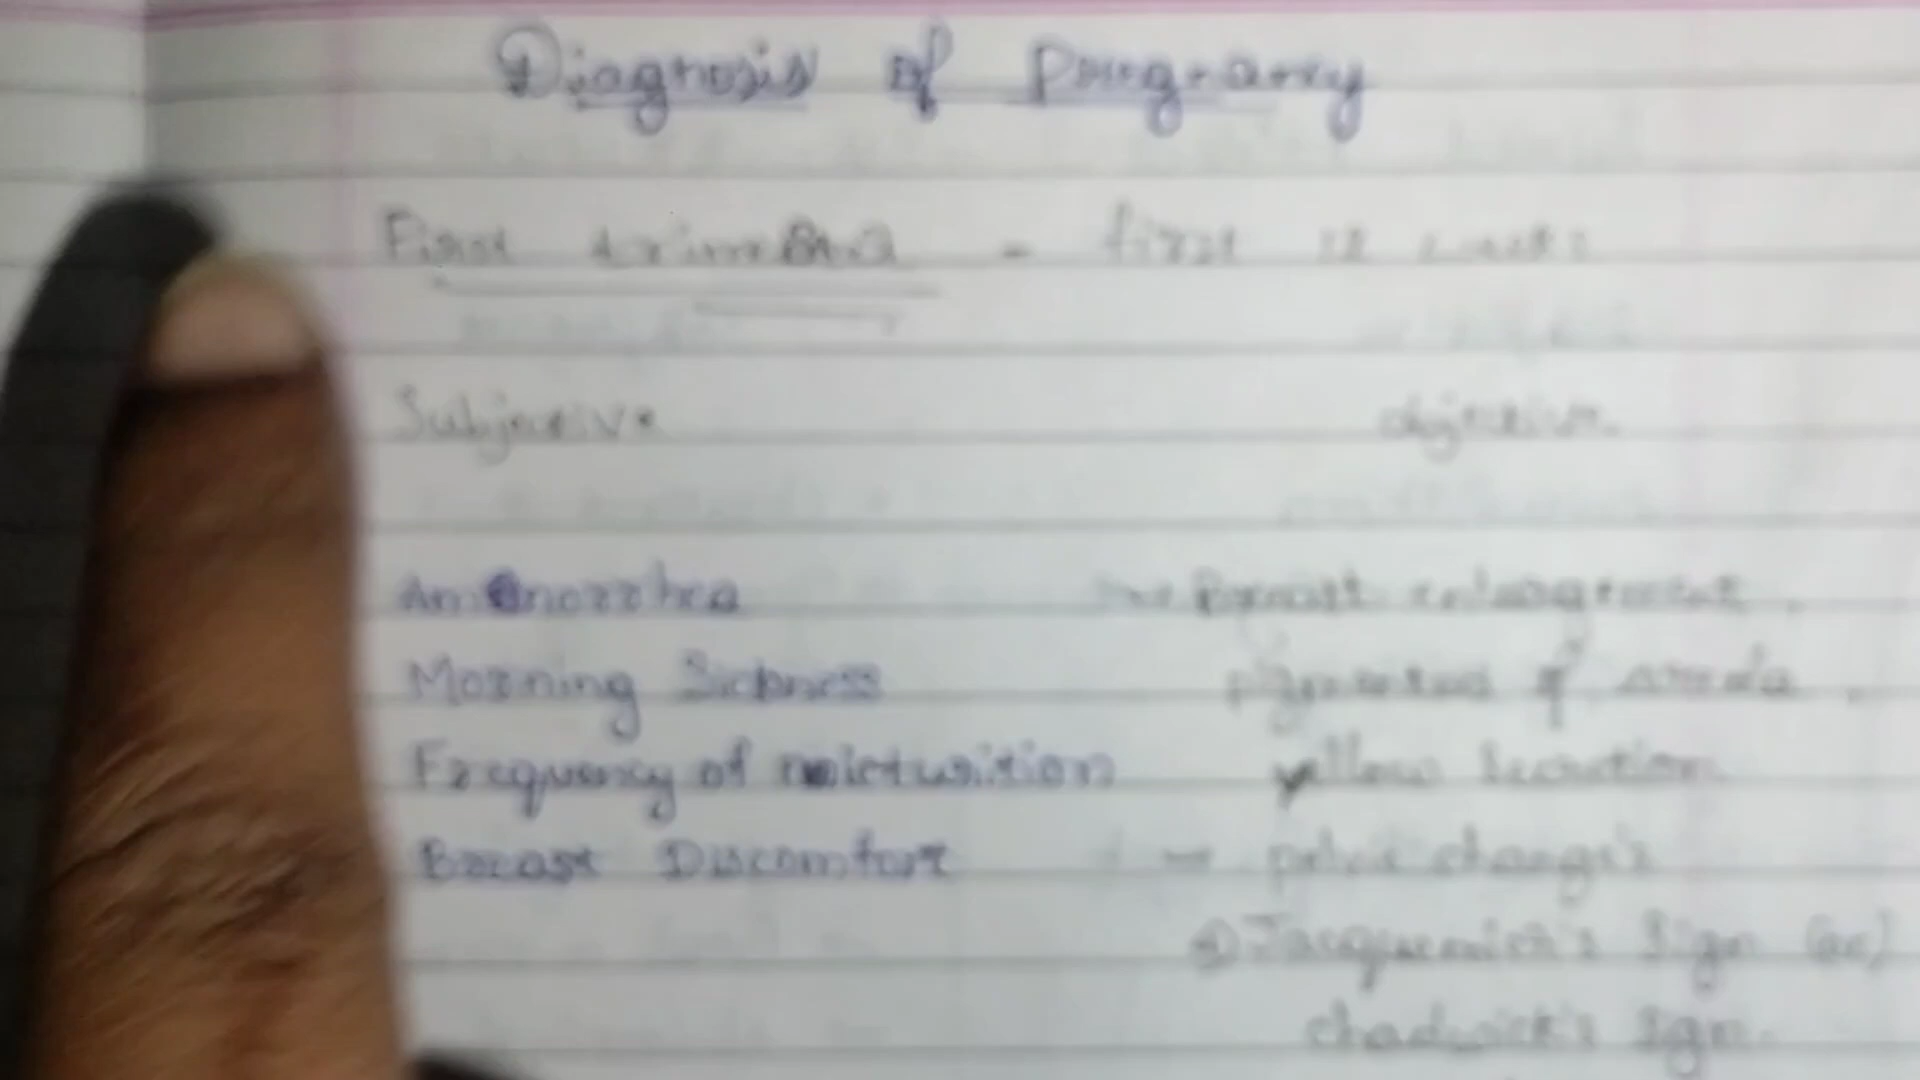 Diagnosis of Pregnancy
First trimester - first 12 weeks
Subjective objective
Amenorrhea → Breast enlargement,
Morning Sickness pigmentation of areola,
Frequency of micturition yellow secretion
Breast Discomfort → pelvic changes
Jacquemier's Sign (or)
chadwick's sign.